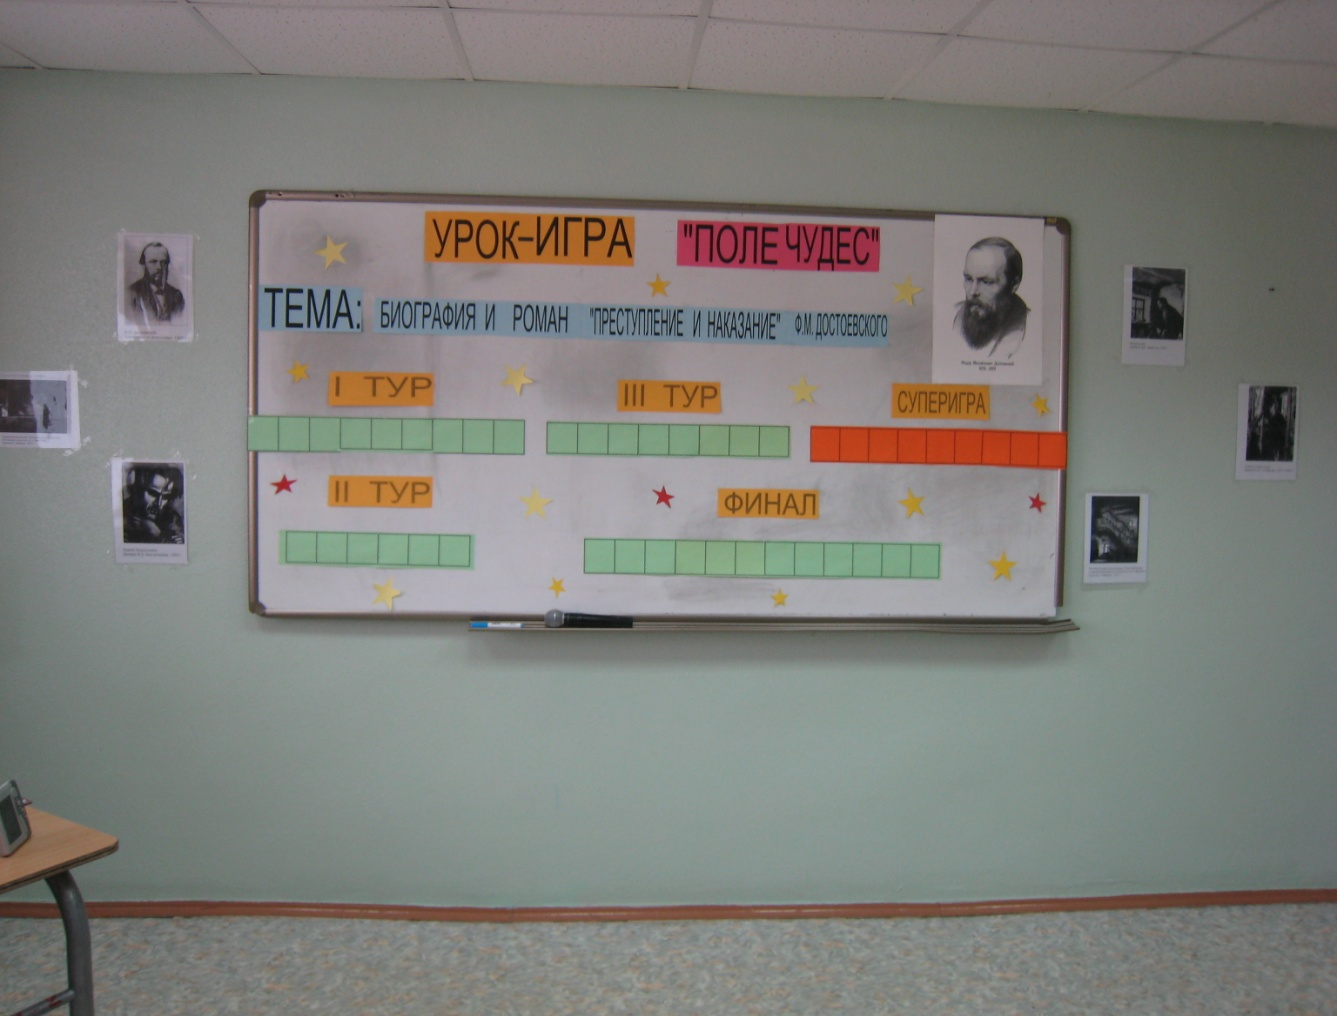 УРОК-ИГРА "ПОЛЕ ЧУДЕС"
ТЕМА: БИОГРАФИЯ И РОМАН "ПРЕСТУПЛЕНИЕ И НАКАЗАНИЕ" Ф.М. ДОСТОЕВСКОГО
I ТУР
III ТУР
СУПЕРИГРА
II ТУР
ФИНАЛ